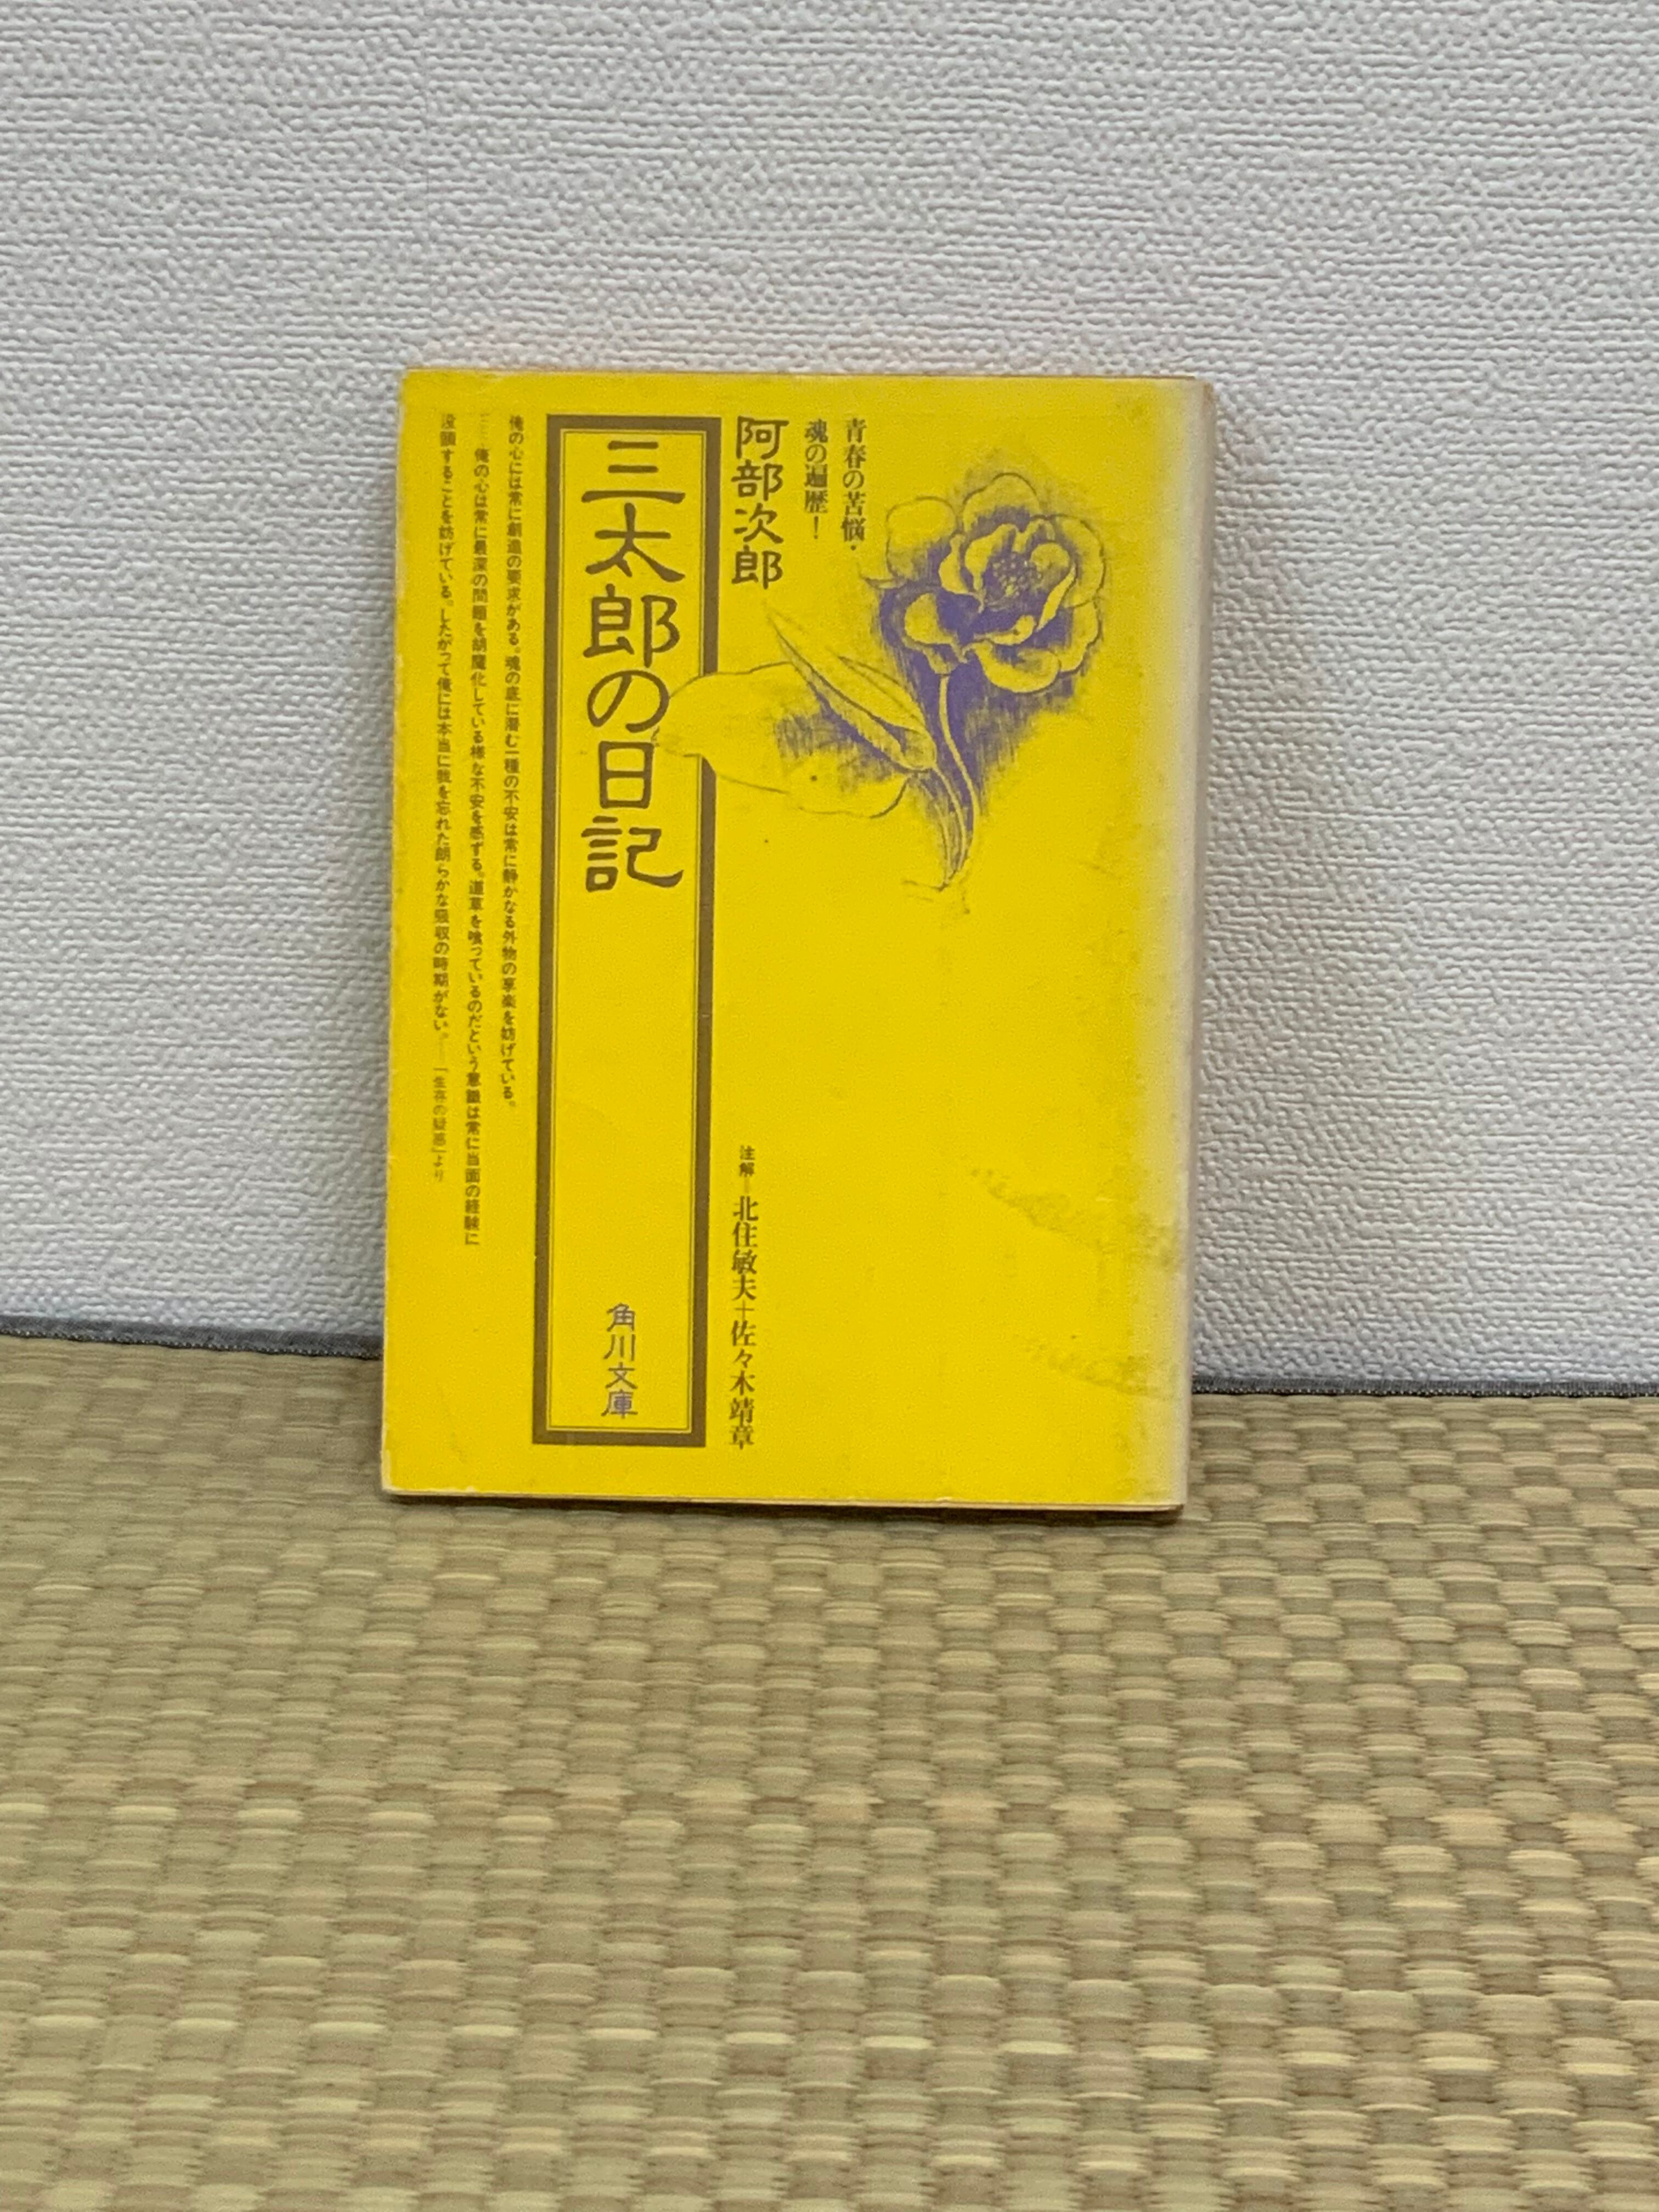 青春の苦悩・
魂の遍歴！
阿部次郎
注解＝北住敏夫＋佐々木靖章
三太郎の日記
角川文庫
俺の心には常に創造の要求がある。魂の底に潜む一種の不安は常に静かなる外物の享楽を妨げている。
……俺の心は常に最深の問題を胡魔化している様な不安を感ずる。道草を喰っているのだという意識は常に当面の経験に
没頭することを妨げている。したがって俺には本当に我を忘れた朗らかな吸収の時期がない。――「生存の疑惑」より